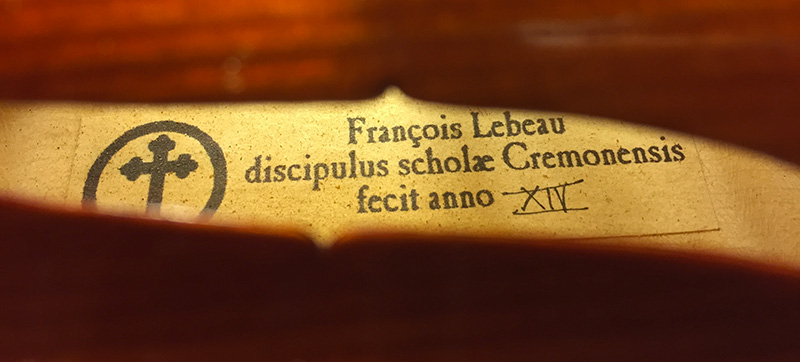 François Lebeau
discipulus scholæ Cremonensis
fecit anno XIV